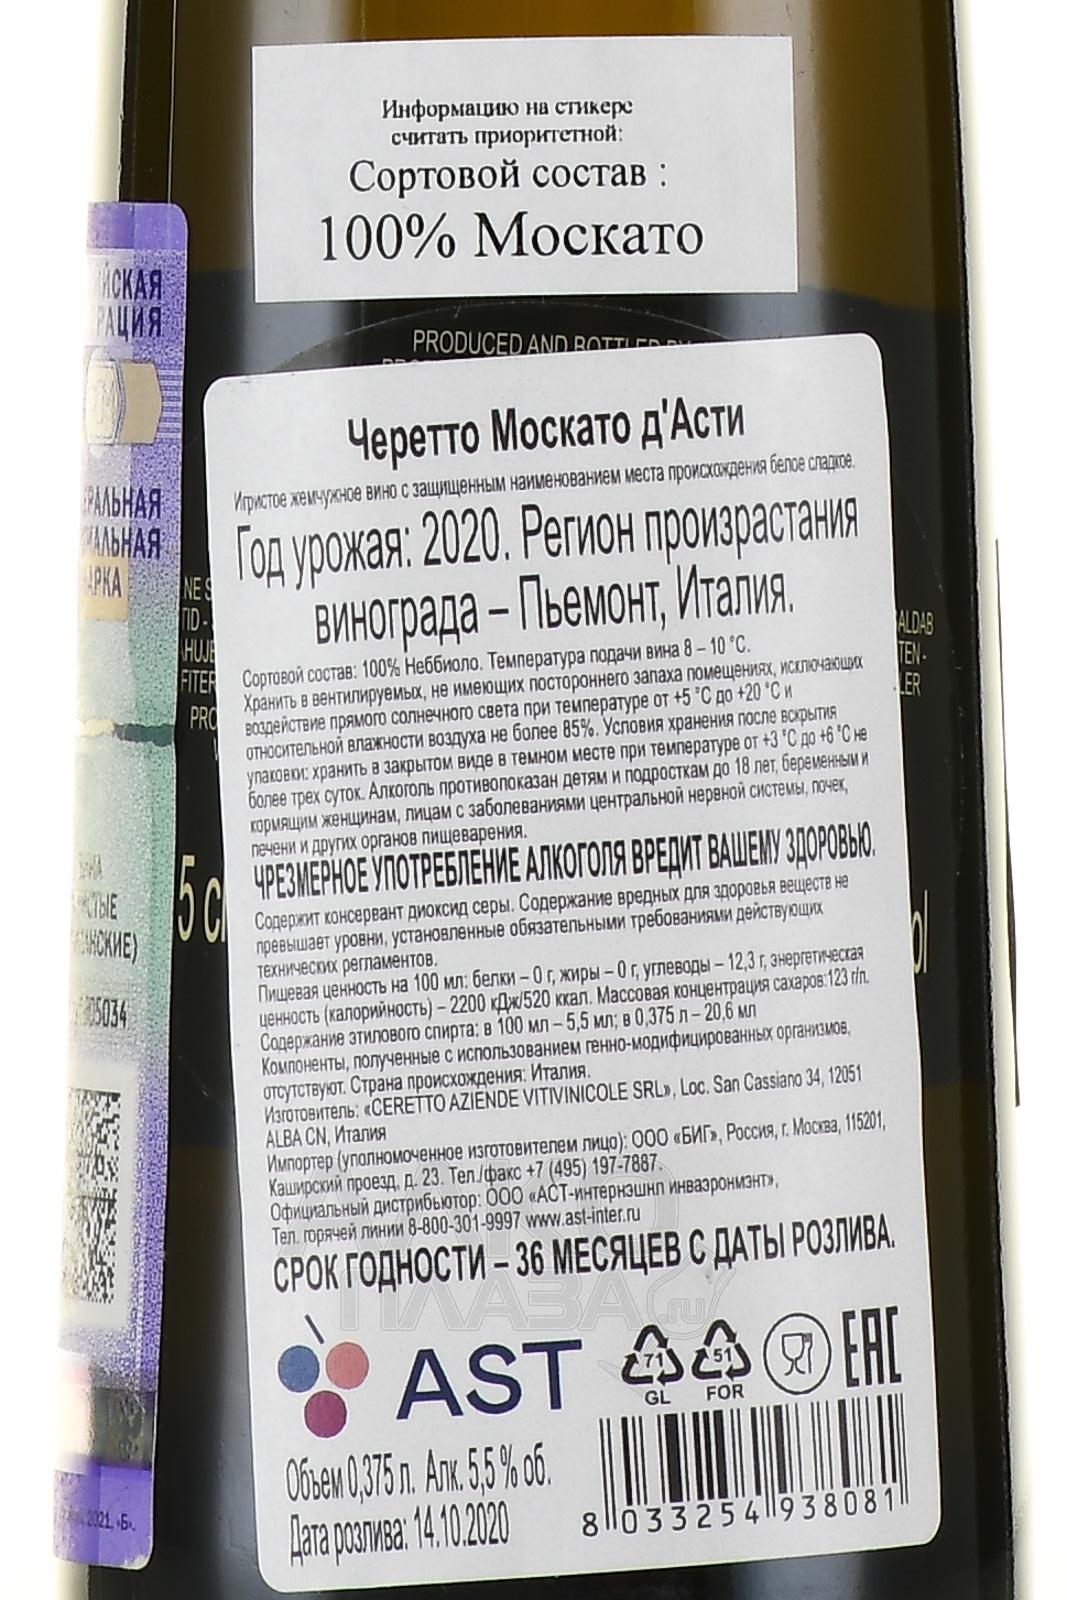 Информацию на стикере
считать приоритетной:
Сортовой состав :
100% Москато
ЙСКАЯ
РАЦИЯ
РАЛЬНАЯ
АРКА
PRODUCED AND BOTTLED BY
Черетто Москато д'Асти
Игристое жемчужное вино с защищенным наименованием места происхождения белое сладкое.
Год урожая: 2020. Регион произрастания
винограда – Пьемонт, Италия.
Сортовой состав: 100% Неббиоло. Температура подачи вина 8 – 10 °С.
Хранить в вентилируемых, не имеющих постороннего запаха помещениях, исключающих
воздействие прямого солнечного света при температуре от +5 °С до +20 °С и
относительной влажности воздуха не более 85%. Условия хранения после вскрытия
упаковки: хранить в закрытом виде в темном месте при температуре от +3 °С до +6 °С не
более трех суток. Алкоголь противопоказан детям и подросткам до 18 лет, беременным и
кормящим женщинам, лицам с заболеваниями центральной нервной системы, почек,
печени и других органов пищеварения.
ЧРЕЗМЕРНОЕ УПОТРЕБЛЕНИЕ АЛКОГОЛЯ ВРЕДИТ ВАШЕМУ ЗДОРОВЬЮ.
Содержит консервант диоксид серы. Содержание вредных для здоровья веществ не
превышает уровни, установленные обязательными требованиями действующих
технических регламентов.
Пищевая ценность на 100 мл: белки – 0 г, жиры – 0 г, углеводы – 12,3 г, энергетическая
ценность (калорийность) – 2200 кДж/520 ккал. Массовая концентрация сахаров:123 г/л.
Содержание этилового спирта: в 100 мл – 5,5 мл; в 0,375 л – 20,6 мл
Компоненты, полученные с использованием генно-модифицированных организмов,
отсутствуют. Страна происхождения: Италия.
Изготовитель: «CERETTO AZIENDE VITIVINICOLE SRL», Loc. San Cassiano 34, 12051
ALBA CN, Италия
Импортер (уполномоченное изготовителем лицо): ООО «БИГ», Россия, г. Москва, 115201,
Каширский проезд, д. 23. Тел./факс +7 (495) 197-7887.
Официальный дистрибьютор: ООО «АСТ-интернэшнл инваэронмэнт»,
Тел. горячей линии 8-800-301-9997 www.ast-inter.ru
СРОК ГОДНОСТИ – 36 МЕСЯЦЕВ С ДАТЫ РОЗЛИВА.
AST
71
GL
51
FOR
EAC
Объем 0,375 л. Алк. 5,5 % об.
Дата розлива: 14.10.2020
8 033254 938081
ALDAB
TEN-
LER
5 cl
2021. «Б».